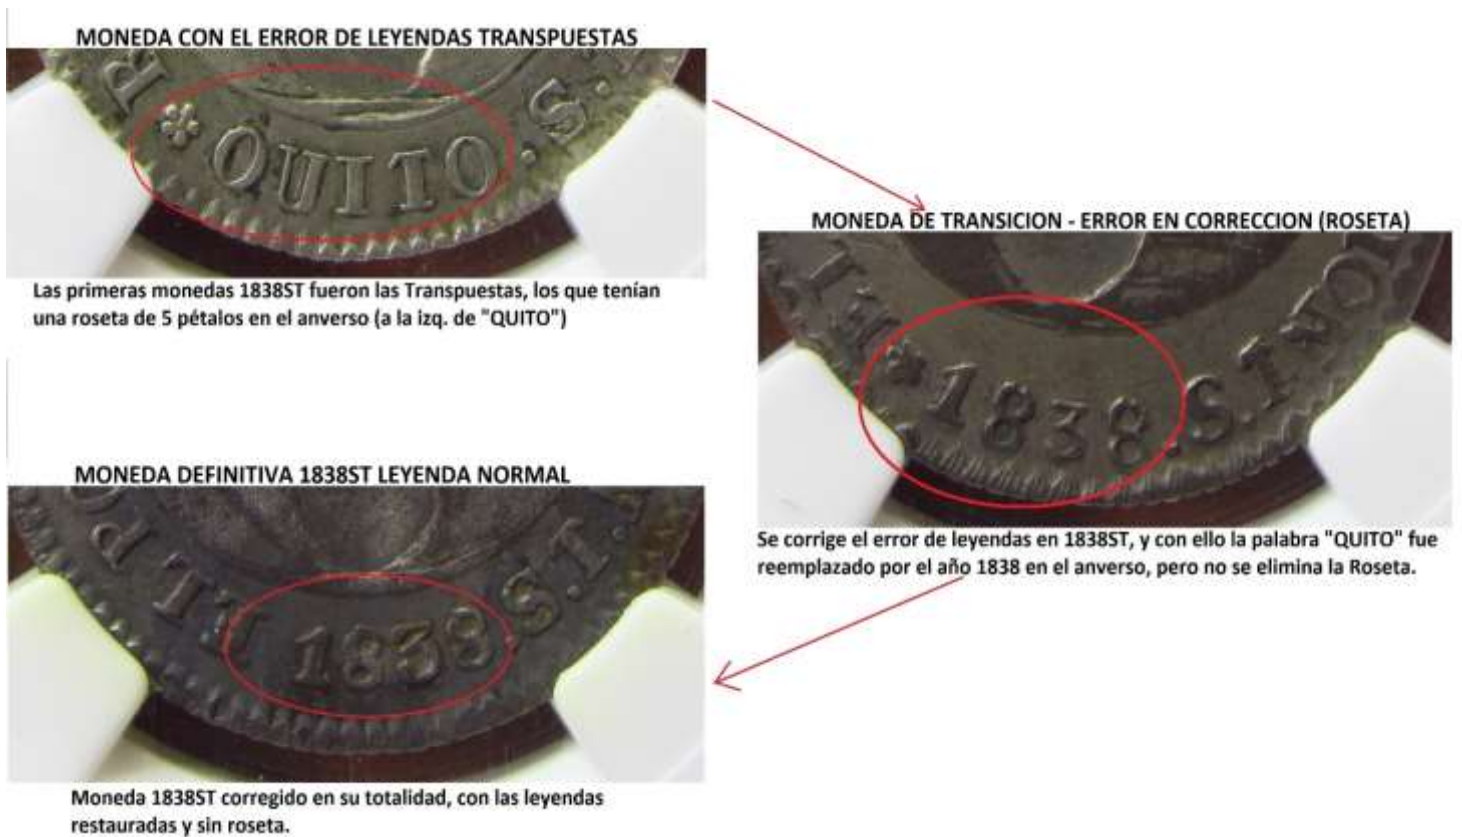 MONEDA CON EL ERROR DE LEYENDAS TRANSPUESTAS
R * QUITO . S .
Las primeras monedas 1838ST fueron las Transpuestas, los que tenían
una roseta de 5 pétalos en el anverso (a la izq. de "QUITO")
MONEDA DE TRANSICION - ERROR EN CORRECCION (ROSETA)
* 1838 . S . T
Se corrige el error de leyendas en 1838ST, y con ello la palabra "QUITO" fue
reemplazado por el año 1838 en el anverso, pero no se elimina la Roseta.
MONEDA DEFINITIVA 1838ST LEYENDA NORMAL
1838 . S . T .
Moneda 1838ST corregido en su totalidad, con las leyendas
restauradas y sin roseta.